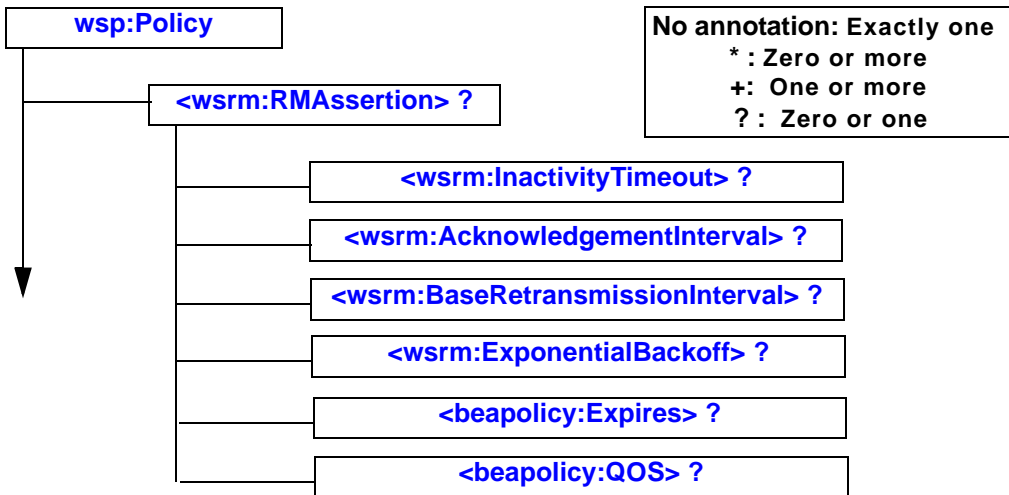 wsp:Policy
No annotation: Exactly one
* : Zero or more
+: One or more
? : Zero or one
<wsrm:RMAssertion> ?
<wsrm:InactivityTimeout> ?
<wsrm:AcknowledgementInterval> ?
<wsrm:BaseRetransmissionInterval> ?
<wsrm:ExponentialBackoff> ?
<beapolicy:Expires> ?
<beapolicy:QOS> ?